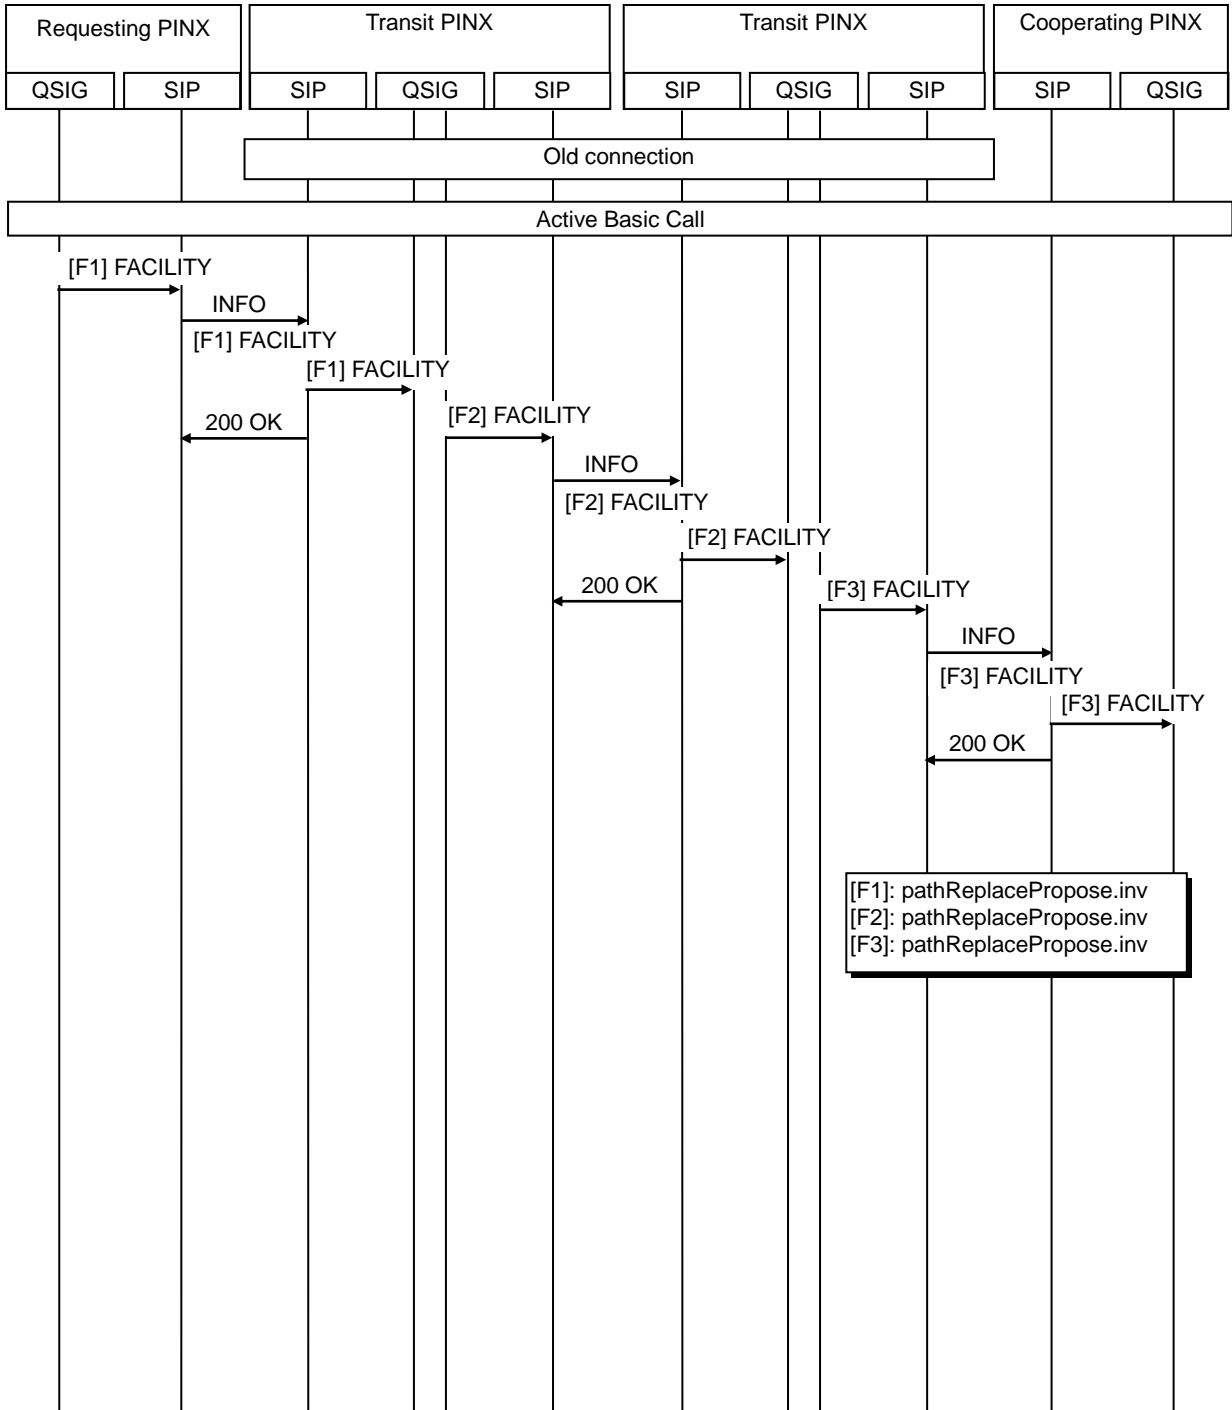 Requesting PINX
Transit PINX
Transit PINX
Cooperating PINX
QSIG
SIP
SIP
QSIG
SIP
SIP
QSIG
SIP
SIP
QSIG
Old connection
Active Basic Call
[F1] FACILITY
INFO
[F1] FACILITY
[F1] FACILITY
200 OK
[F2] FACILITY
INFO
[F2] FACILITY
[F2] FACILITY
200 OK
[F3] FACILITY
INFO
[F3] FACILITY
[F3] FACILITY
200 OK
[F1]: pathReplacePropose.inv
[F2]: pathReplacePropose.inv
[F3]: pathReplacePropose.inv